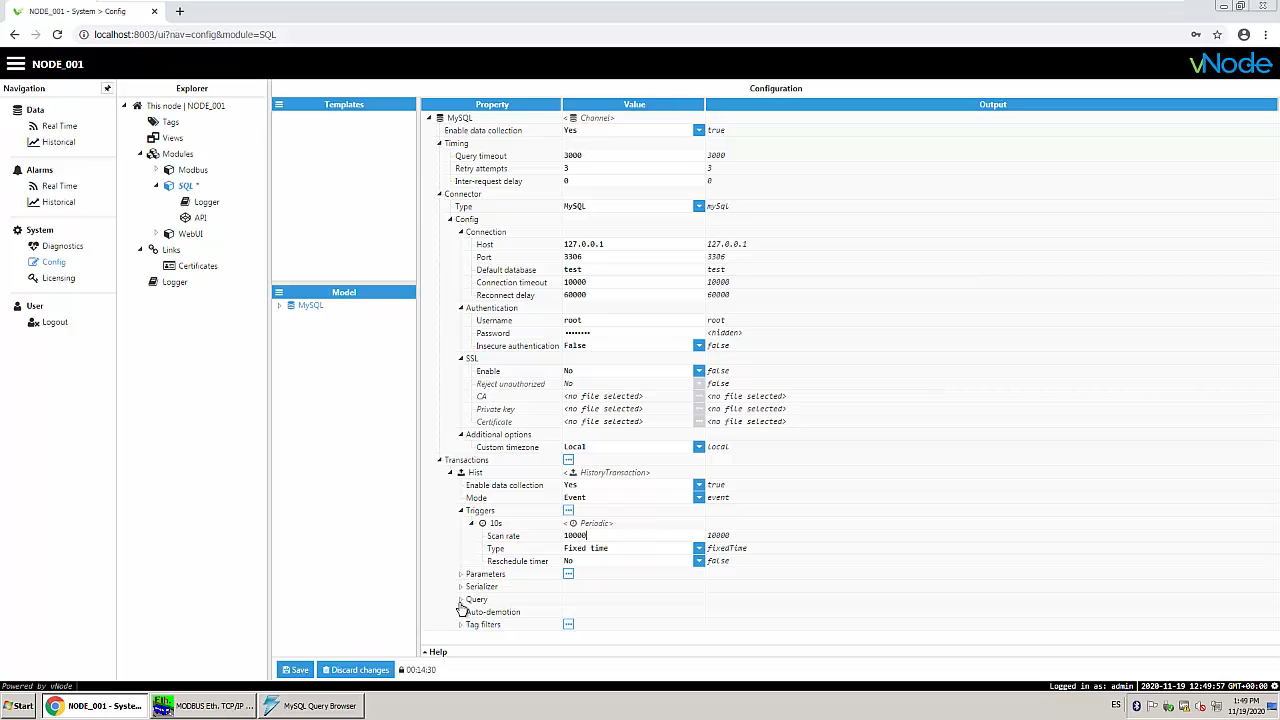 NODE_001 - System > Config
localhost:8003/ui?nav=config&module=SQL
NODE_001
vNode
Navigation
Data
Real Time
Historical
Alarms
Real Time
Historical
System
Diagnostics
Config
Licensing
User
Logout
Explorer
This node | NODE_001
Tags
Views
Modules
Modbus
SQL *
Logger
API
WebUI
Links
Certificates
Logger
Templates
Model
MySQL
Configuration
Property Value Output
MySQL < Channel>
Enable data collection Yes true
Timing
Query timeout 3000 3000
Retry attempts 3 3
Inter-request delay 0 0
Connector
Type MySQL mySql
Config
Connection
Host 127.0.0.1 127.0.0.1
Port 3306 3306
Default database test test
Connection timeout 10000 10000
Reconnect delay 60000 60000
Authentication
Username root root
Password •••••••• <hidden>
Insecure authentication False false
SSL
Enable No false
Reject unauthorized No false
CA <no file selected> <no file selected>
Private key <no file selected> <no file selected>
Certificate <no file selected> <no file selected>
Additional options
Custom timezone Local local
Transactions
Hist < HistoryTransaction>
Enable data collection Yes true
Mode Event event
Triggers
10s < Periodic>
Scan rate 10000 10000
Type Fixed time fixedTime
Reschedule timer No false
Parameters
Serializer
Query
Auto-demotion
Tag filters
Help
Save Discard changes 00:14:30
Powered by vNode | Logged in as: admin | 2020-11-19 12:49:57GMT+00:00
Start NODE_001 - Syste... MODBUS Eth. TCP/IP ... MySQL Query Browser ES 1:49 PM
11/19/2020